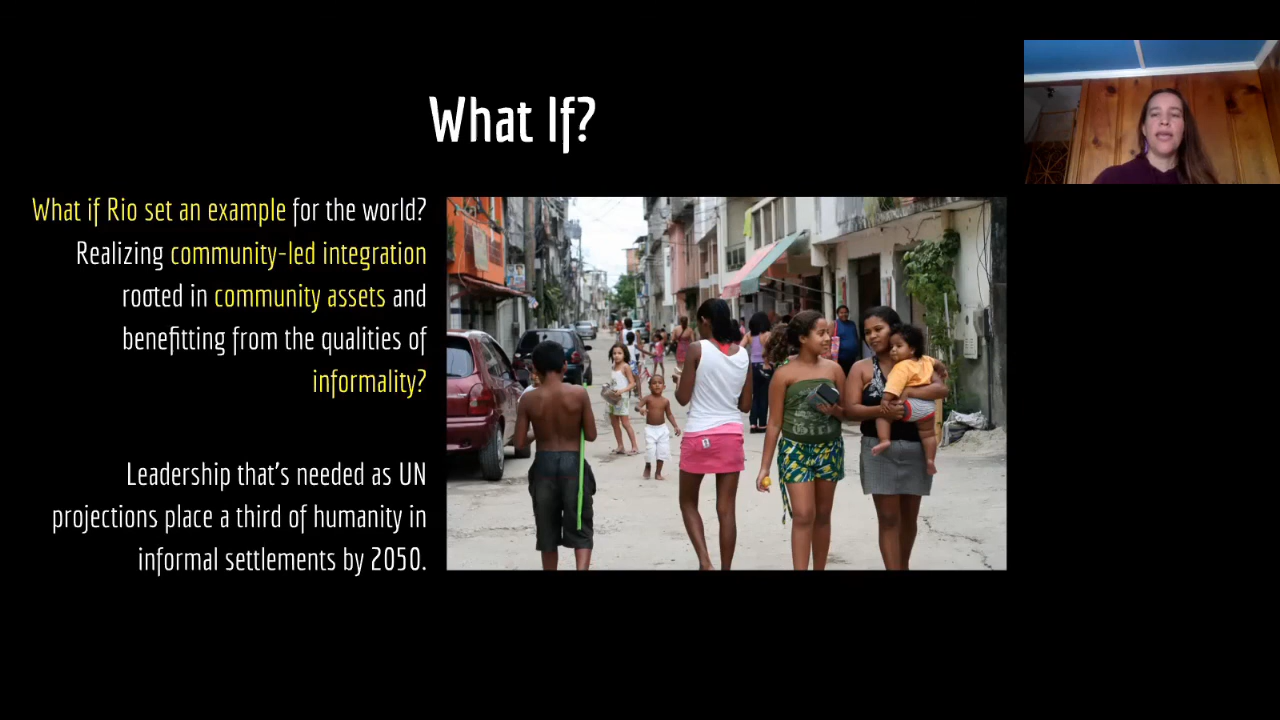 What If?
What if Rio set an example for the world?
Realizing community-led integration
rooted in community assets and
benefitting from the qualities of
informality?
Leadership that's needed as UN
projections place a third of humanity in
informal settlements by 2050.